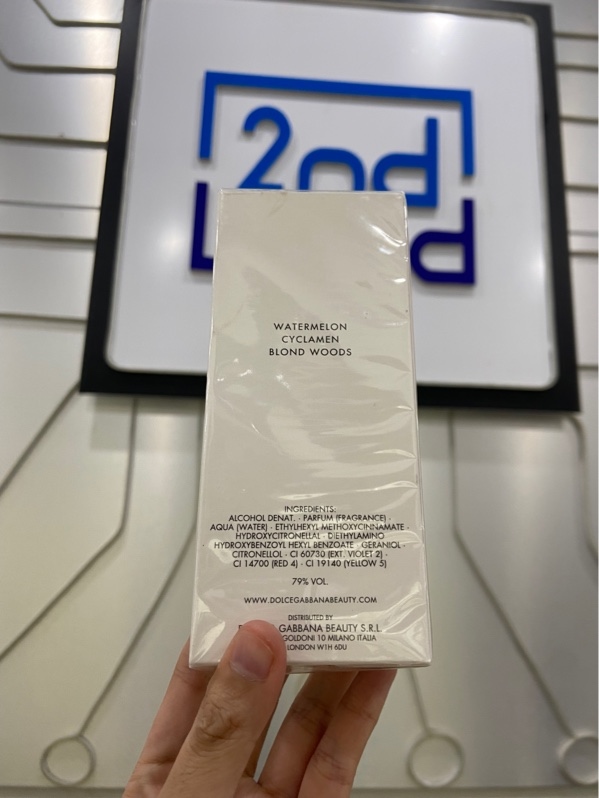 2nd
WATERMELON
CYCLAMEN
BLOND WOODS
INGREDIENTS:
ALCOHOL DENAT. · PARFUM (FRAGRANCE) ·
AQUA (WATER) · ETHYLHEXYL METHOXYCINNAMATE ·
HYDROXYCITRONELLAL · DIETHYLAMINO
HYDROXYBENZOYL HEXYL BENZOATE · GERANIOL ·
CITRONELLOL · CI 60730 (EXT. VIOLET 2) ·
CI 14700 (RED 4) · CI 19140 (YELLOW 5)
79% VOL.
WWW.DOLCEGABBANABEAUTY.COM
DISTRIBUTED BY
GABBANA BEAUTY S.R.L.
GOLDONI 10 MILANO ITALIA
LONDON W1H 6DU